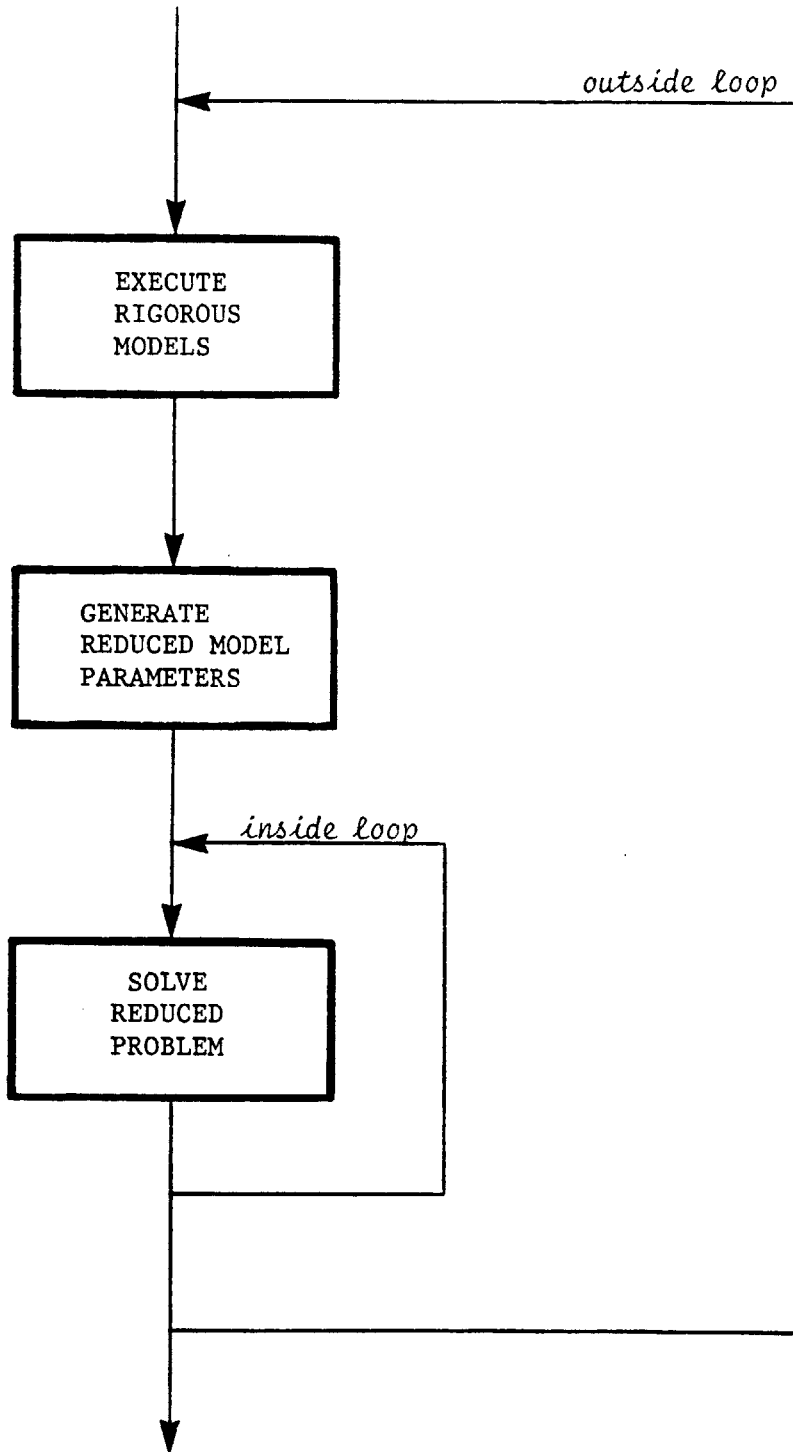 outside loop
EXECUTE
RIGOROUS
MODELS
GENERATE
REDUCED MODEL
PARAMETERS
inside loop
SOLVE
REDUCED
PROBLEM